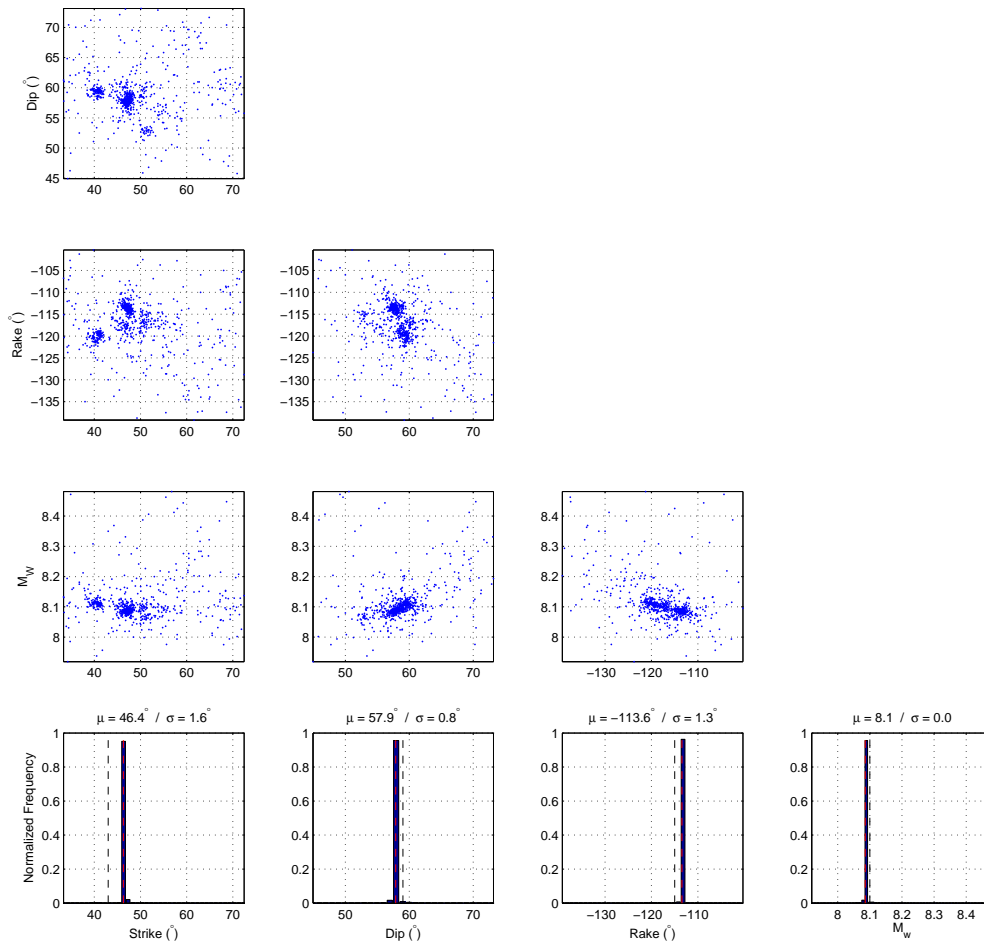 70
65
60
55
50
45
Dip (°)
40 50 60 70
−105
−110
−115
−120
−125
−130
−135
Rake (°)
40 50 60 70
−105
−110
−115
−120
−125
−130
−135
50 60 70
8.4
8.3
8.2
8.1
8
M_W
40 50 60 70
8.4
8.3
8.2
8.1
8
50 60 70
8.4
8.3
8.2
8.1
8
−130 −120 −110
μ = 46.4° / σ = 1.6°
1
0.8
0.6
0.4
0.2
0
Normalized Frequency
40 50 60 70
Strike (°)
μ = 57.9° / σ = 0.8°
1
0.8
0.6
0.4
0.2
0
50 60 70
Dip (°)
μ = −113.6° / σ = 1.3°
1
0.8
0.6
0.4
0.2
0
−130 −120 −110
Rake (°)
μ = 8.1 / σ = 0.0
1
0.8
0.6
0.4
0.2
0
8 8.1 8.2 8.3 8.4
M_w